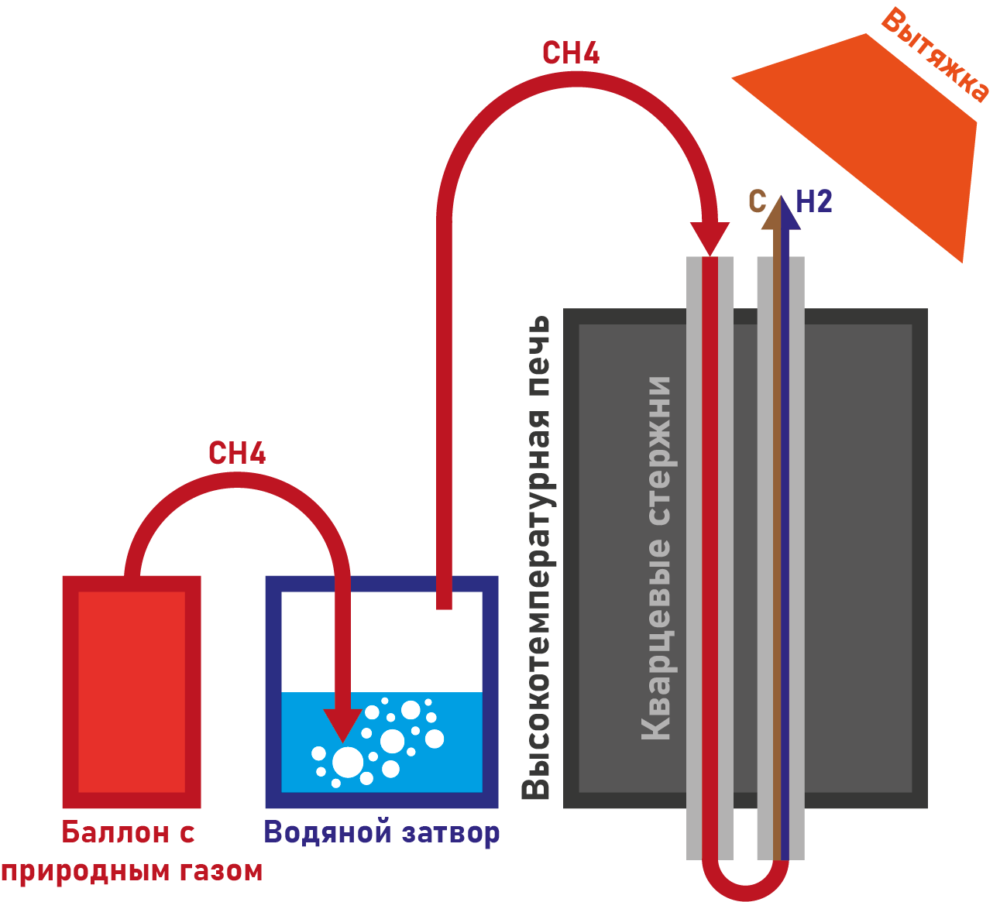 Вытяжка
CH4
C
H2
Высокотемпературная печь
Кварцевые стержни
CH4
Баллон с
природным газом
Водяной затвор